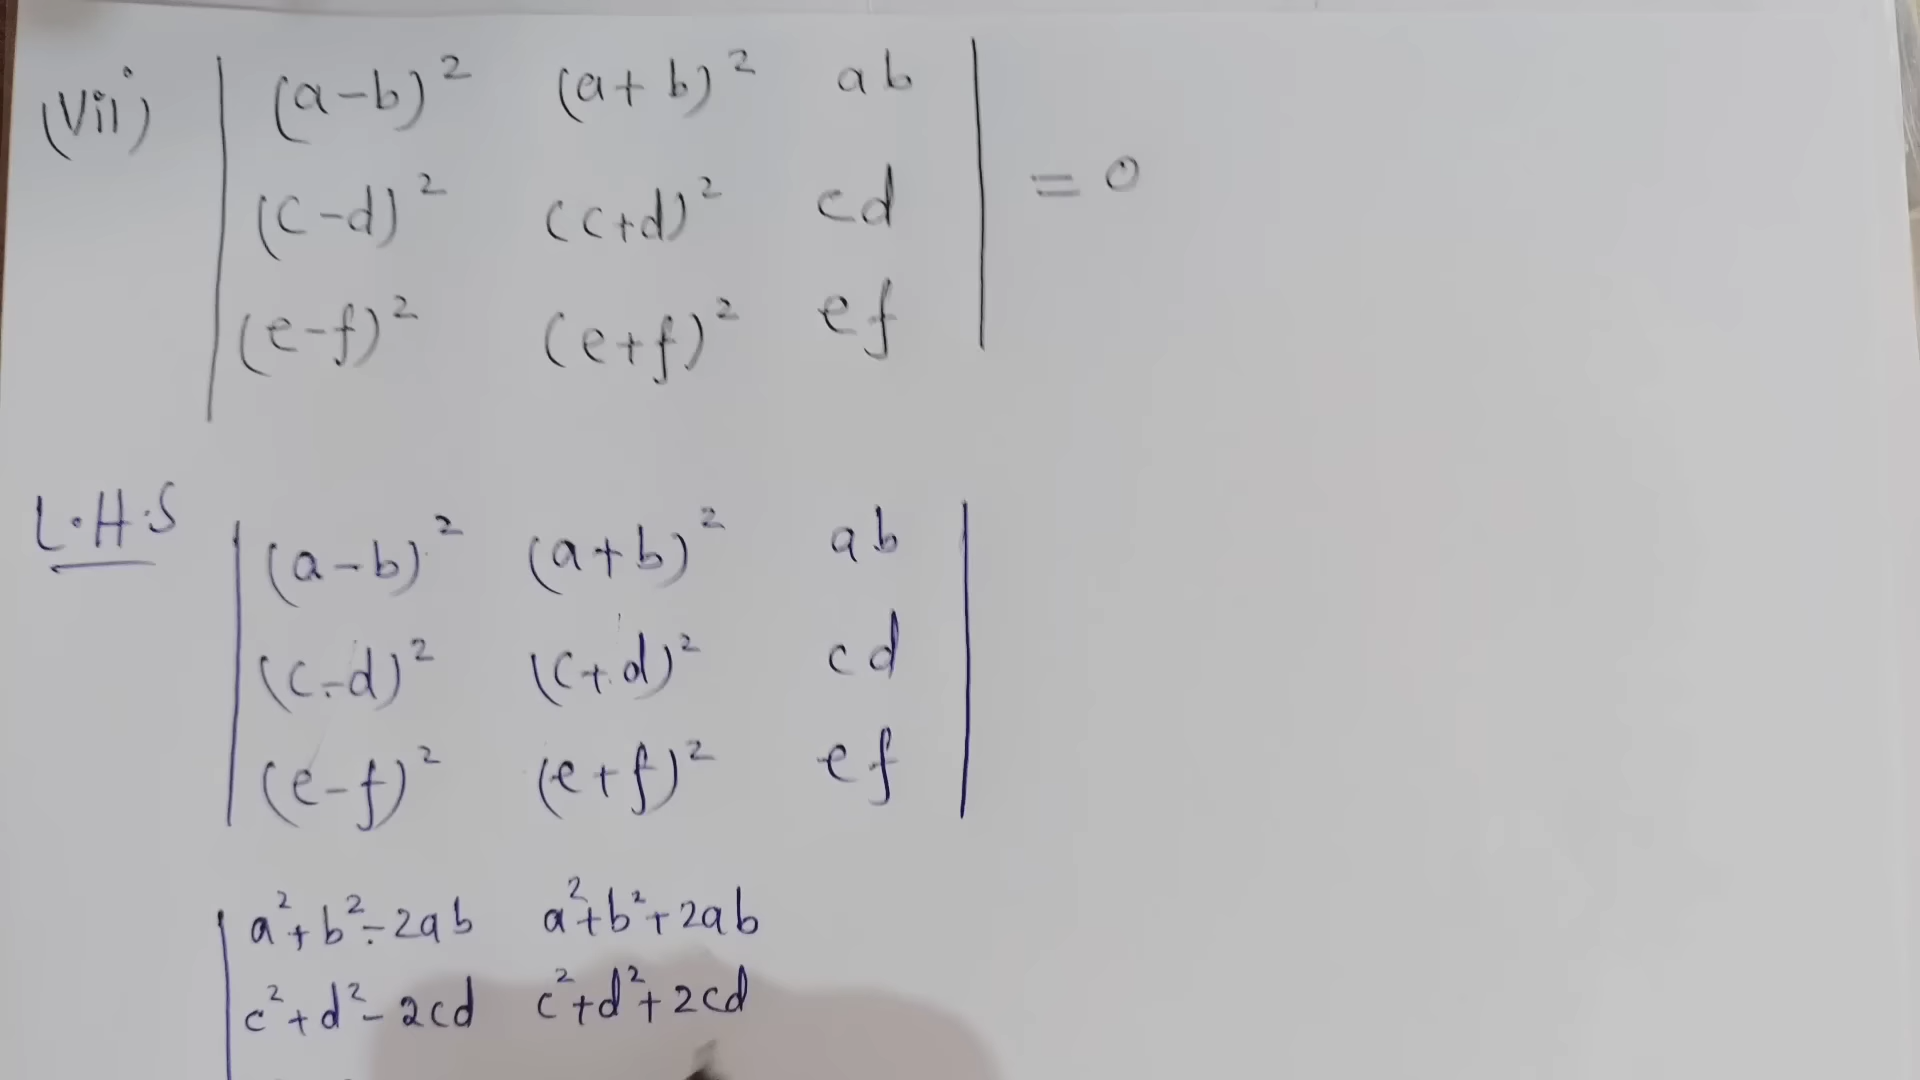 (Vii) | (a-b)² (a+b)² ab |
| (c-d)² (c+d)² cd | = 0
| (e-f)² (e+f)² ef |
L.H.S | (a-b)² (a+b)² ab |
| (c-d)² (c+d)² cd |
| (e-f)² (e+f)² ef |
| a²+b²-2ab a²+b²+2ab
| c²+d²-2cd c²+d²+2cd